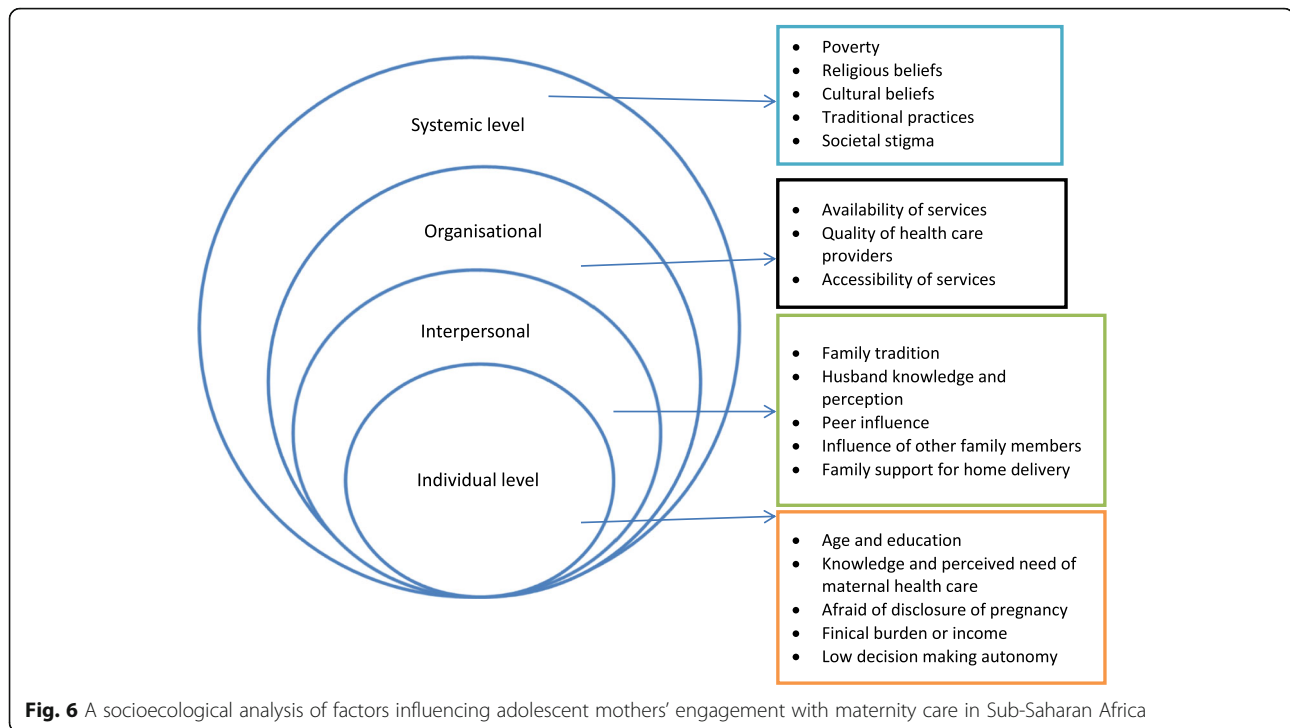 Systemic level
Organisational
Interpersonal
Individual level
• Poverty
• Religious beliefs
• Cultural beliefs
• Traditional practices
• Societal stigma
• Availability of services
• Quality of health care
providers
• Accessibility of services
• Family tradition
• Husband knowledge and
perception
• Peer influence
• Influence of other family members
• Family support for home delivery
• Age and education
• Knowledge and perceived need of
maternal health care
• Afraid of disclosure of pregnancy
• Finical burden or income
• Low decision making autonomy
Fig. 6 A socioecological analysis of factors influencing adolescent mothers’ engagement with maternity care in Sub-Saharan Africa